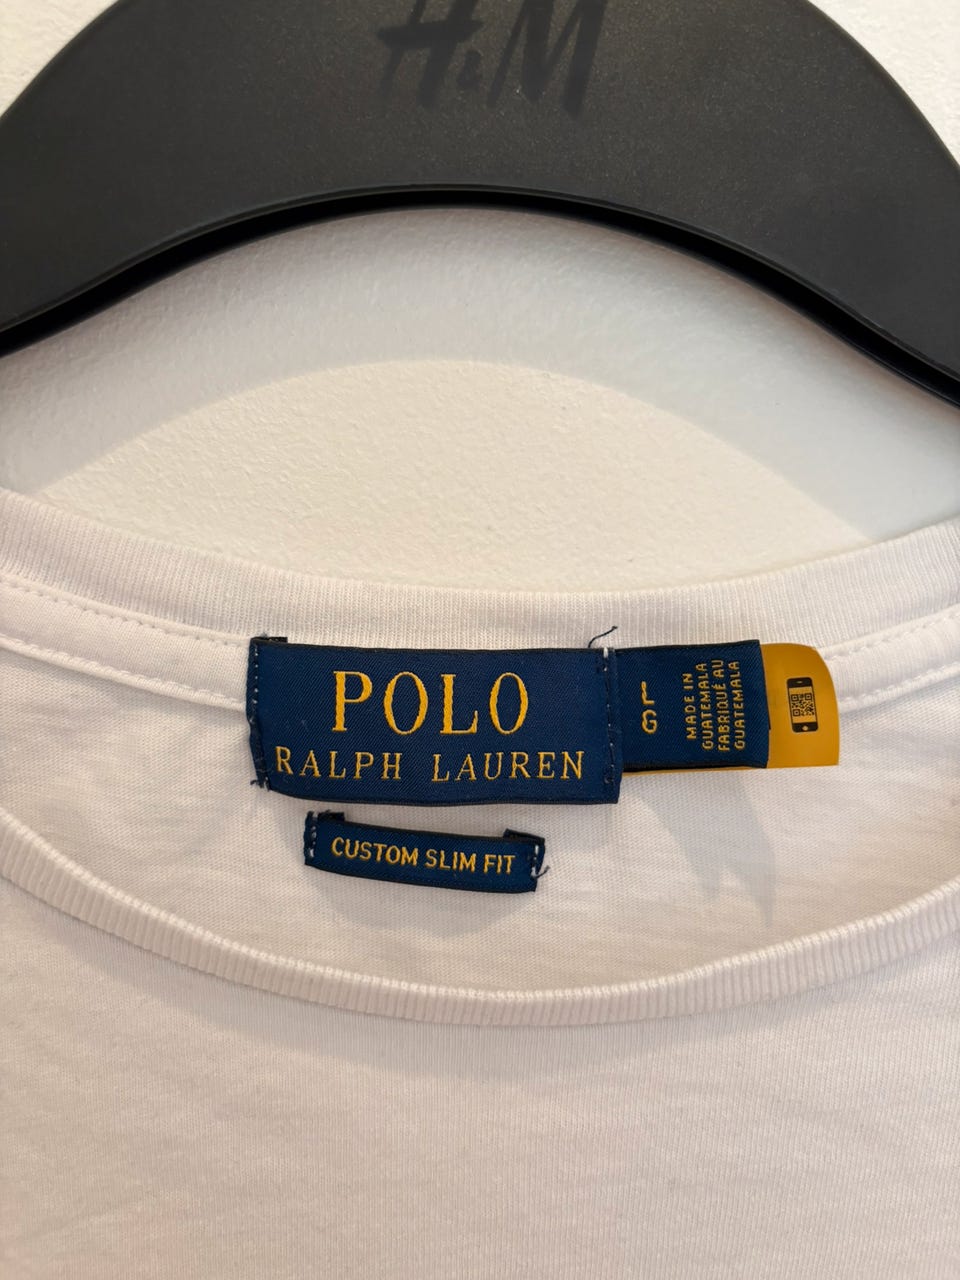 H&M
POLO
RALPH LAUREN
L
G
MADE IN
GUATEMALA
FABRIQUÉ AU
GUATEMALA
CUSTOM SLIM FIT